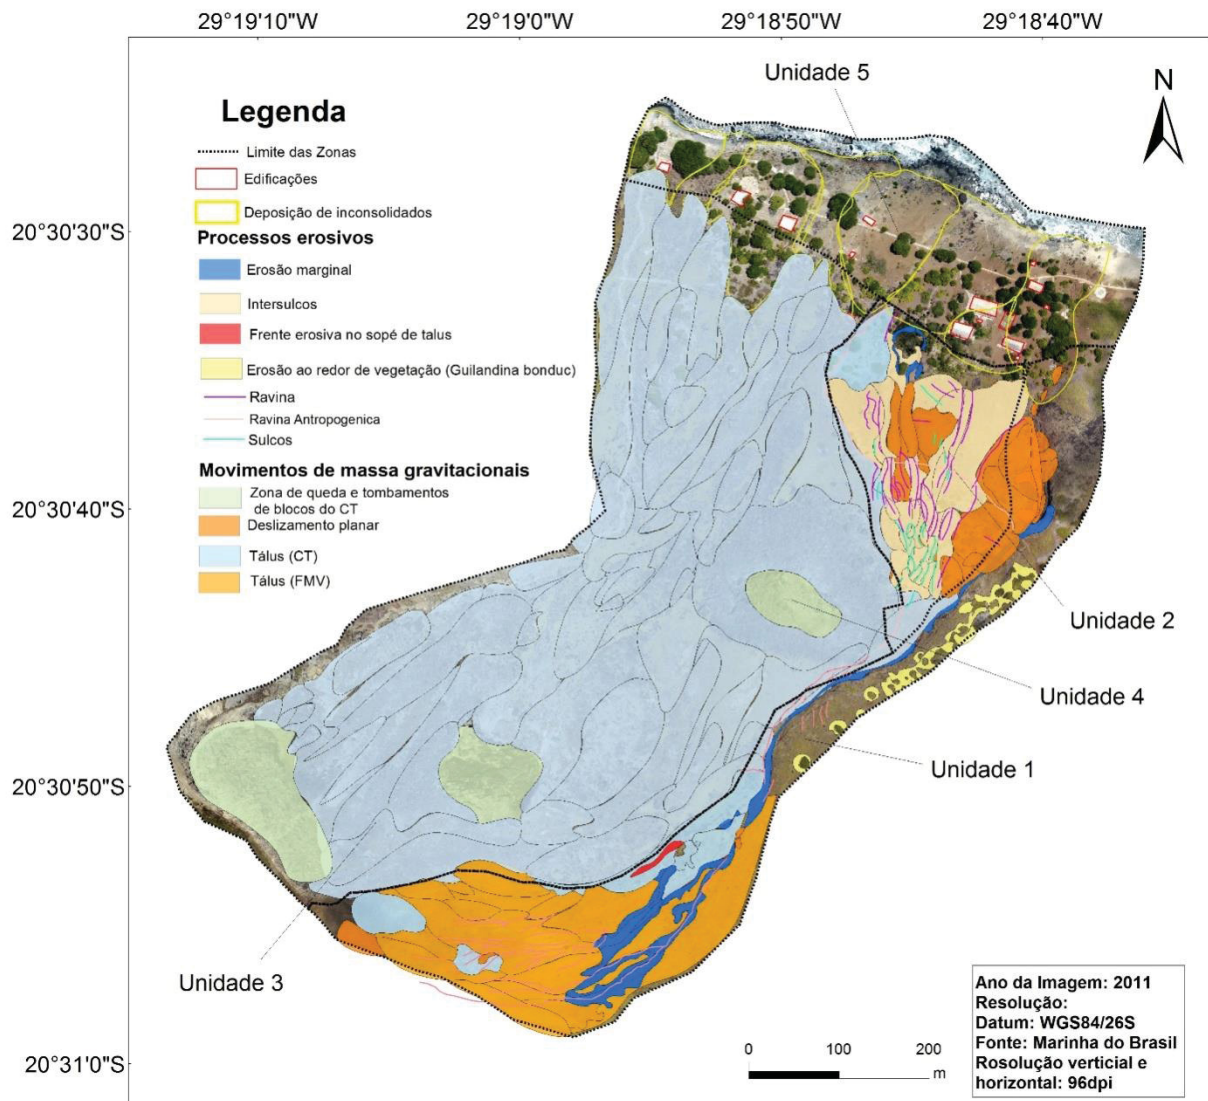 29°19'10"W 29°19'0"W 29°18'50"W 29°18'40"W
Unidade 5
N
Legenda
Limite das Zonas
Edificações
Deposição de inconsolidados
Processos erosivos
Erosão marginal
Intersulcos
Frente erosiva no sopé de talus
Erosão ao redor de vegetação (Guilandina bonduc)
Ravina
Ravina Antropogenica
Sulcos
Movimentos de massa gravitacionais
Zona de queda e tombamentos
de blocos do CT
Deslizamento planar
Tálus (CT)
Tálus (FMV)
20°30'30"S
20°30'40"S
20°30'50"S
20°31'0"S
Unidade 2
Unidade 4
Unidade 1
Unidade 3
Ano da Imagem: 2011
Resolução:
Datum: WGS84/26S
Fonte: Marinha do Brasil
Rosolução verticial e
horizontal: 96dpi
0 100 200
m